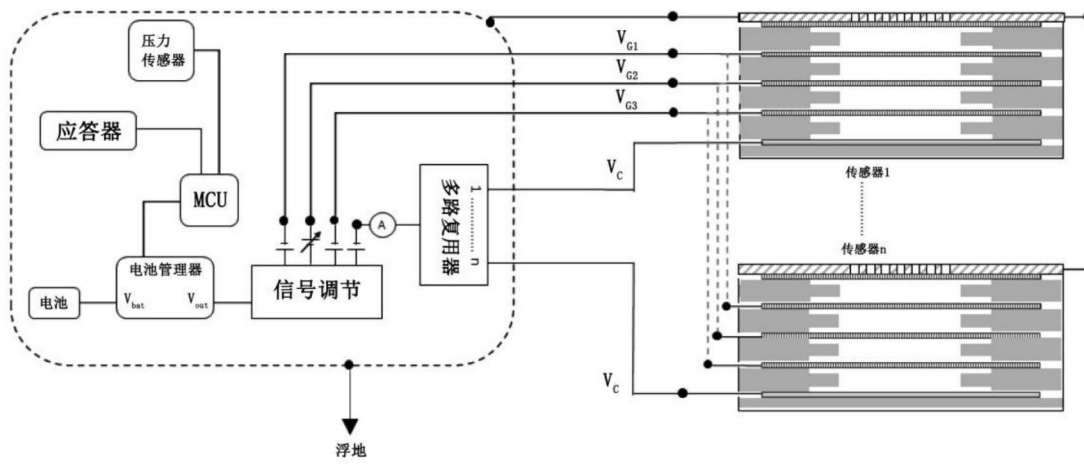 压力
传感器
应答器
MCU
电池管理器
V_bat
V_out
电池
信号调节
A
多路复用器
1
n
V_G1
V_G2
V_G3
V_C
V_C
传感器1
传感器n
浮地